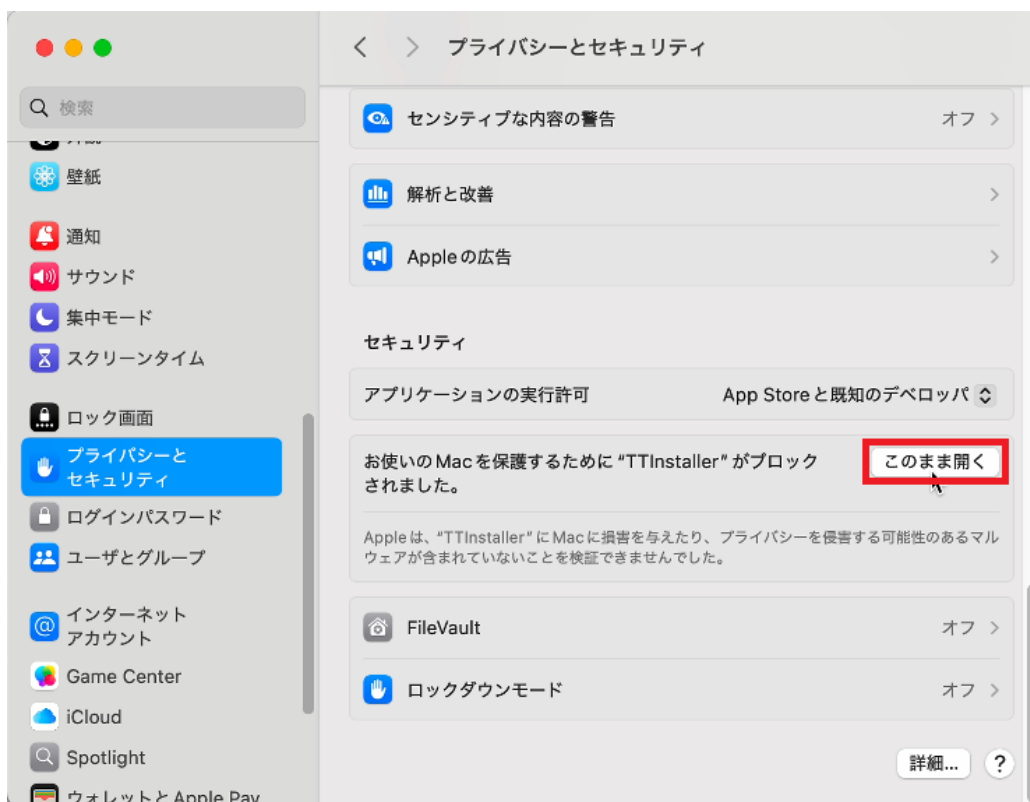 プライバシーとセキュリティ
検索
壁紙
通知
サウンド
集中モード
スクリーンタイム
ロック画面
プライバシーと
セキュリティ
ログインパスワード
ユーザとグループ
インターネット
アカウント
Game Center
iCloud
Spotlight
ウォレットとApple Pay
センシティブな内容の警告 オフ
解析と改善
Appleの広告
セキュリティ
アプリケーションの実行許可 App Storeと既知のデベロッパ
お使いのMacを保護するために“TTInstaller”がブロック
されました。
このまま開く
Appleは、“TTInstaller”にMacに損害を与えたり、プライバシーを侵害する可能性のあるマル
ウェアが含まれていないことを検証できませんでした。
FileVault オフ
ロックダウンモード オフ
詳細... ?